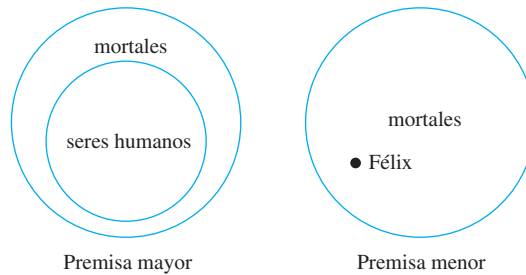 mortales
seres humanos
Premisa mayor
mortales
Félix
Premisa menor